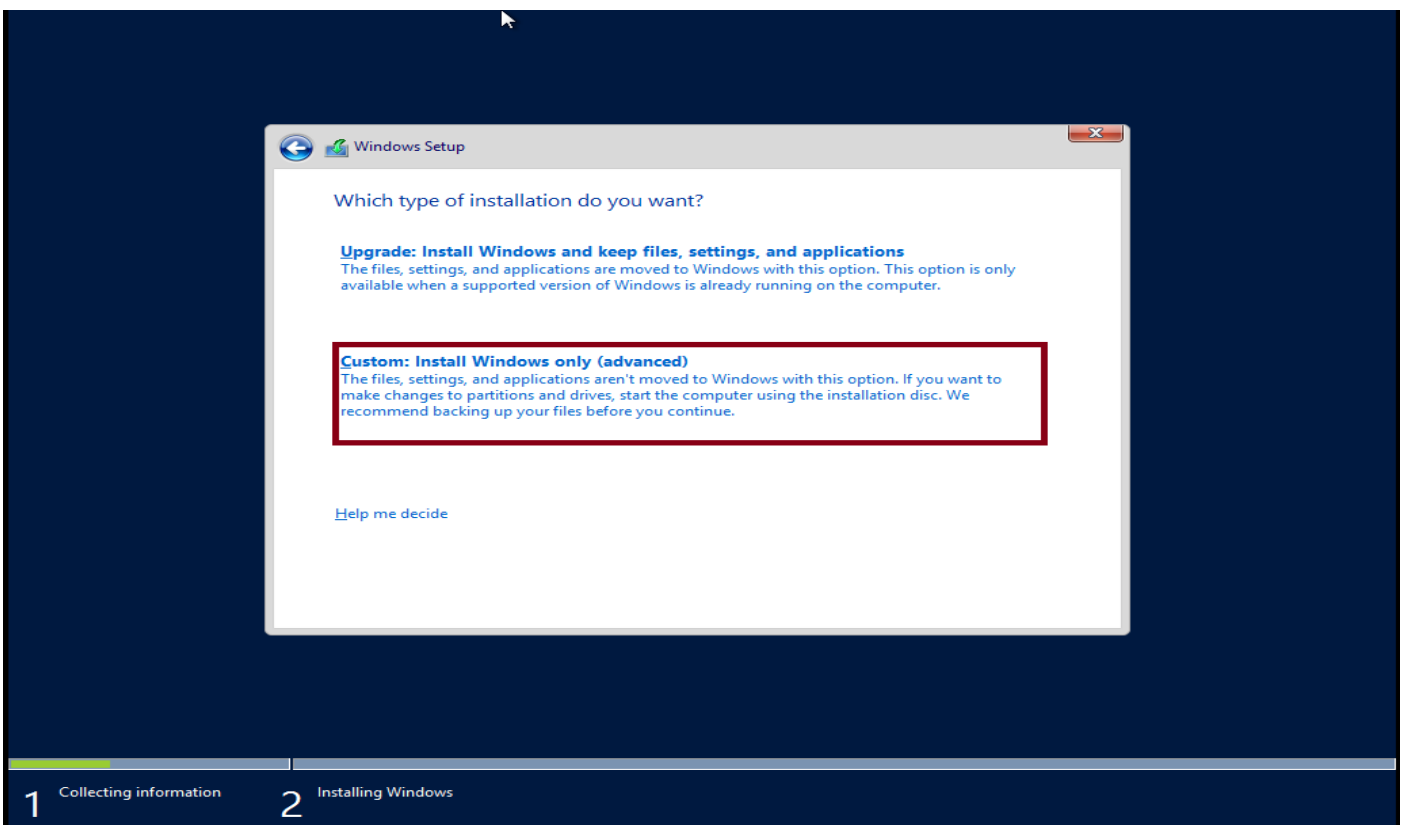 Windows Setup
Which type of installation do you want?
Upgrade: Install Windows and keep files, settings, and applications
The files, settings, and applications are moved to Windows with this option. This option is only
available when a supported version of Windows is already running on the computer.
Custom: Install Windows only (advanced)
The files, settings, and applications aren't moved to Windows with this option. If you want to
make changes to partitions and drives, start the computer using the installation disc. We
recommend backing up your files before you continue.
Help me decide
1 Collecting information
2 Installing Windows